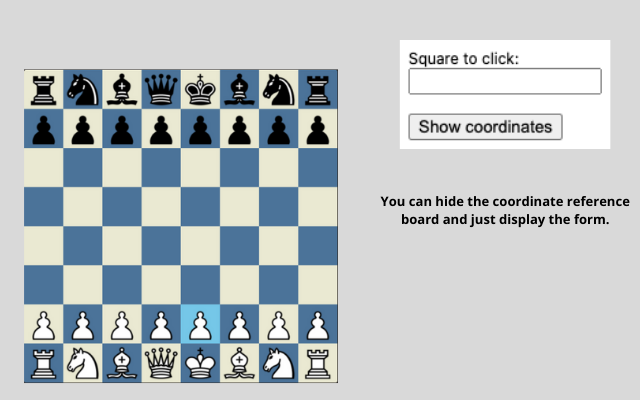 Square to click:
Show coordinates
You can hide the coordinate reference
board and just display the form.